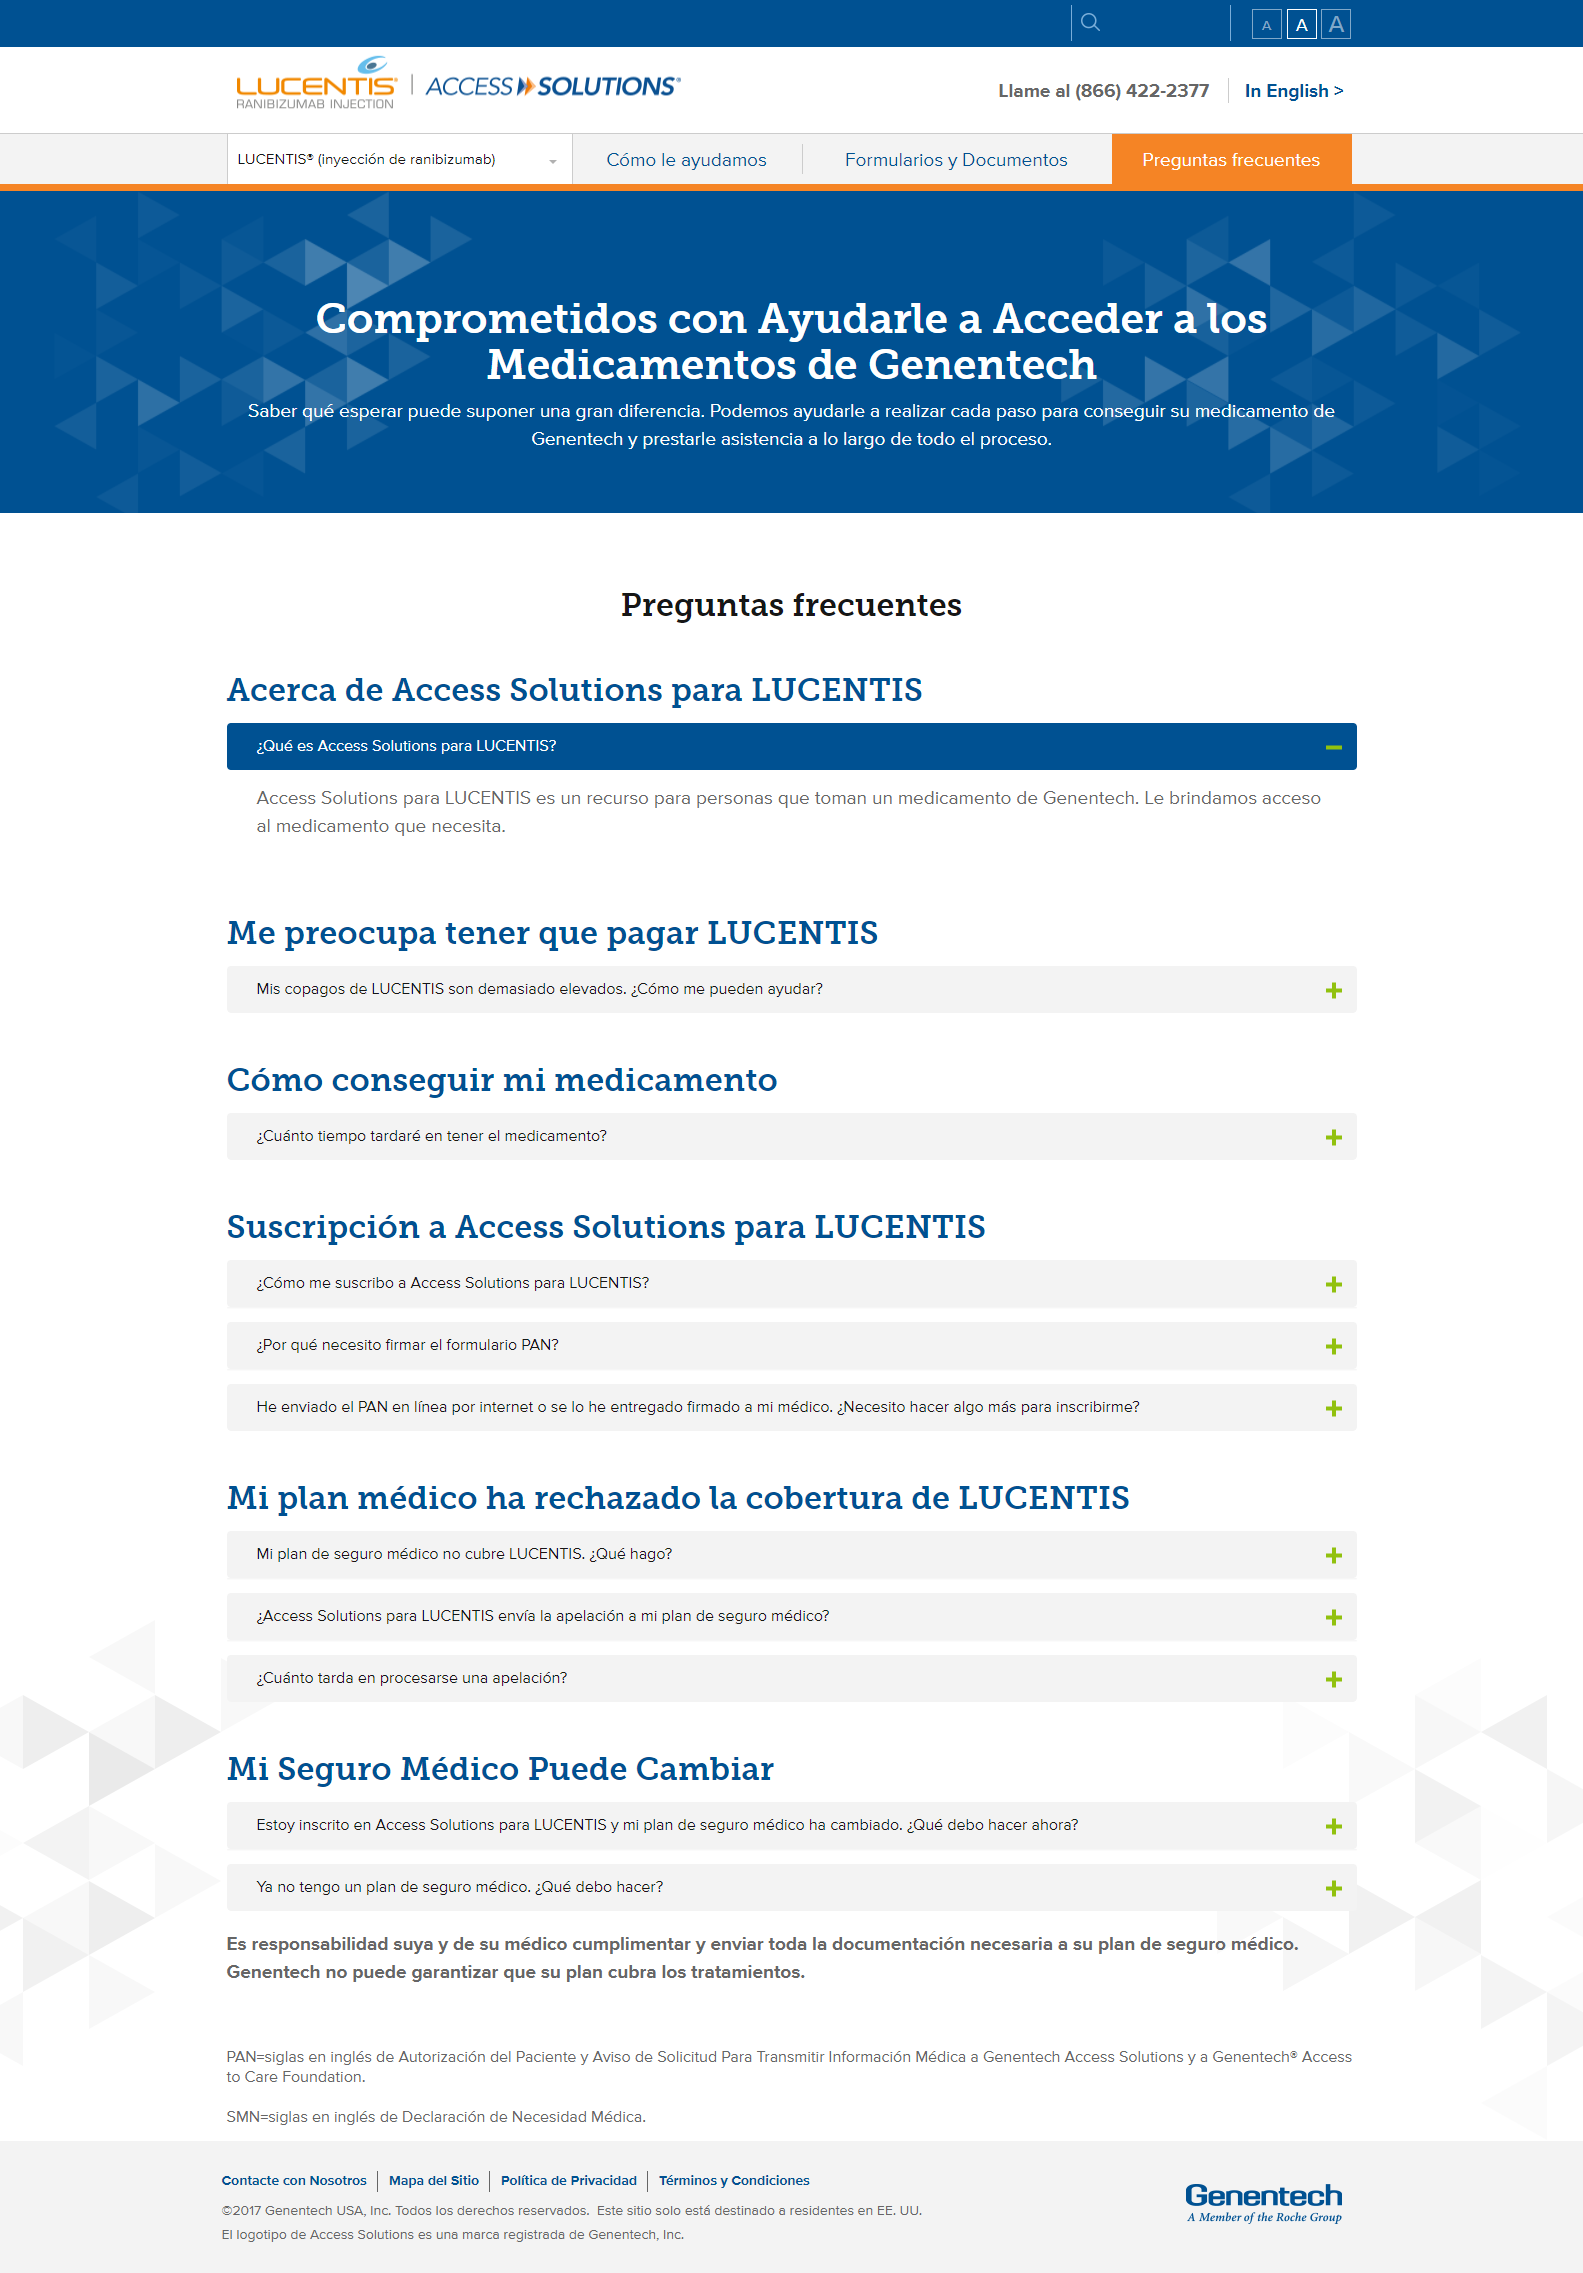 A A A
LUCENTIS®
RANIBIZUMAB INJECTION
ACCESS SOLUTIONS®
Llame al (866) 422-2377
In English >
LUCENTIS® (inyección de ranibizumab)
Cómo le ayudamos
Formularios y Documentos
Preguntas frecuentes
Comprometidos con Ayudarle a Acceder a los
Medicamentos de Genentech
Saber qué esperar puede suponer una gran diferencia. Podemos ayudarle a realizar cada paso para conseguir su medicamento de
Genentech y prestarle asistencia a lo largo de todo el proceso.
Preguntas frecuentes
Acerca de Access Solutions para LUCENTIS
¿Qué es Access Solutions para LUCENTIS?
Access Solutions para LUCENTIS es un recurso para personas que toman un medicamento de Genentech. Le brindamos acceso
al medicamento que necesita.
Me preocupa tener que pagar LUCENTIS
Mis copagos de LUCENTIS son demasiado elevados. ¿Cómo me pueden ayudar?
Cómo conseguir mi medicamento
¿Cuánto tiempo tardaré en tener el medicamento?
Suscripción a Access Solutions para LUCENTIS
¿Cómo me suscribo a Access Solutions para LUCENTIS?
¿Por qué necesito firmar el formulario PAN?
He enviado el PAN en línea por internet o se lo he entregado firmado a mi médico. ¿Necesito hacer algo más para inscribirme?
Mi plan médico ha rechazado la cobertura de LUCENTIS
Mi plan de seguro médico no cubre LUCENTIS. ¿Qué hago?
¿Access Solutions para LUCENTIS envía la apelación a mi plan de seguro médico?
¿Cuánto tarda en procesarse una apelación?
Mi Seguro Médico Puede Cambiar
Estoy inscrito en Access Solutions para LUCENTIS y mi plan de seguro médico ha cambiado. ¿Qué debo hacer ahora?
Ya no tengo un plan de seguro médico. ¿Qué debo hacer?
Es responsabilidad suya y de su médico cumplimentar y enviar toda la documentación necesaria a su plan de seguro médico.
Genentech no puede garantizar que su plan cubra los tratamientos.
PAN=siglas en inglés de Autorización del Paciente y Aviso de Solicitud Para Transmitir Información Médica a Genentech Access Solutions y a Genentech® Access
to Care Foundation.
SMN=siglas en inglés de Declaración de Necesidad Médica.
Contacte con Nosotros
Mapa del Sitio
Política de Privacidad
Términos y Condiciones
©2017 Genentech USA, Inc. Todos los derechos reservados. Este sitio solo está destinado a residentes en EE. UU.
El logotipo de Access Solutions es una marca registrada de Genentech, Inc.
Genentech
A Member of the Roche Group